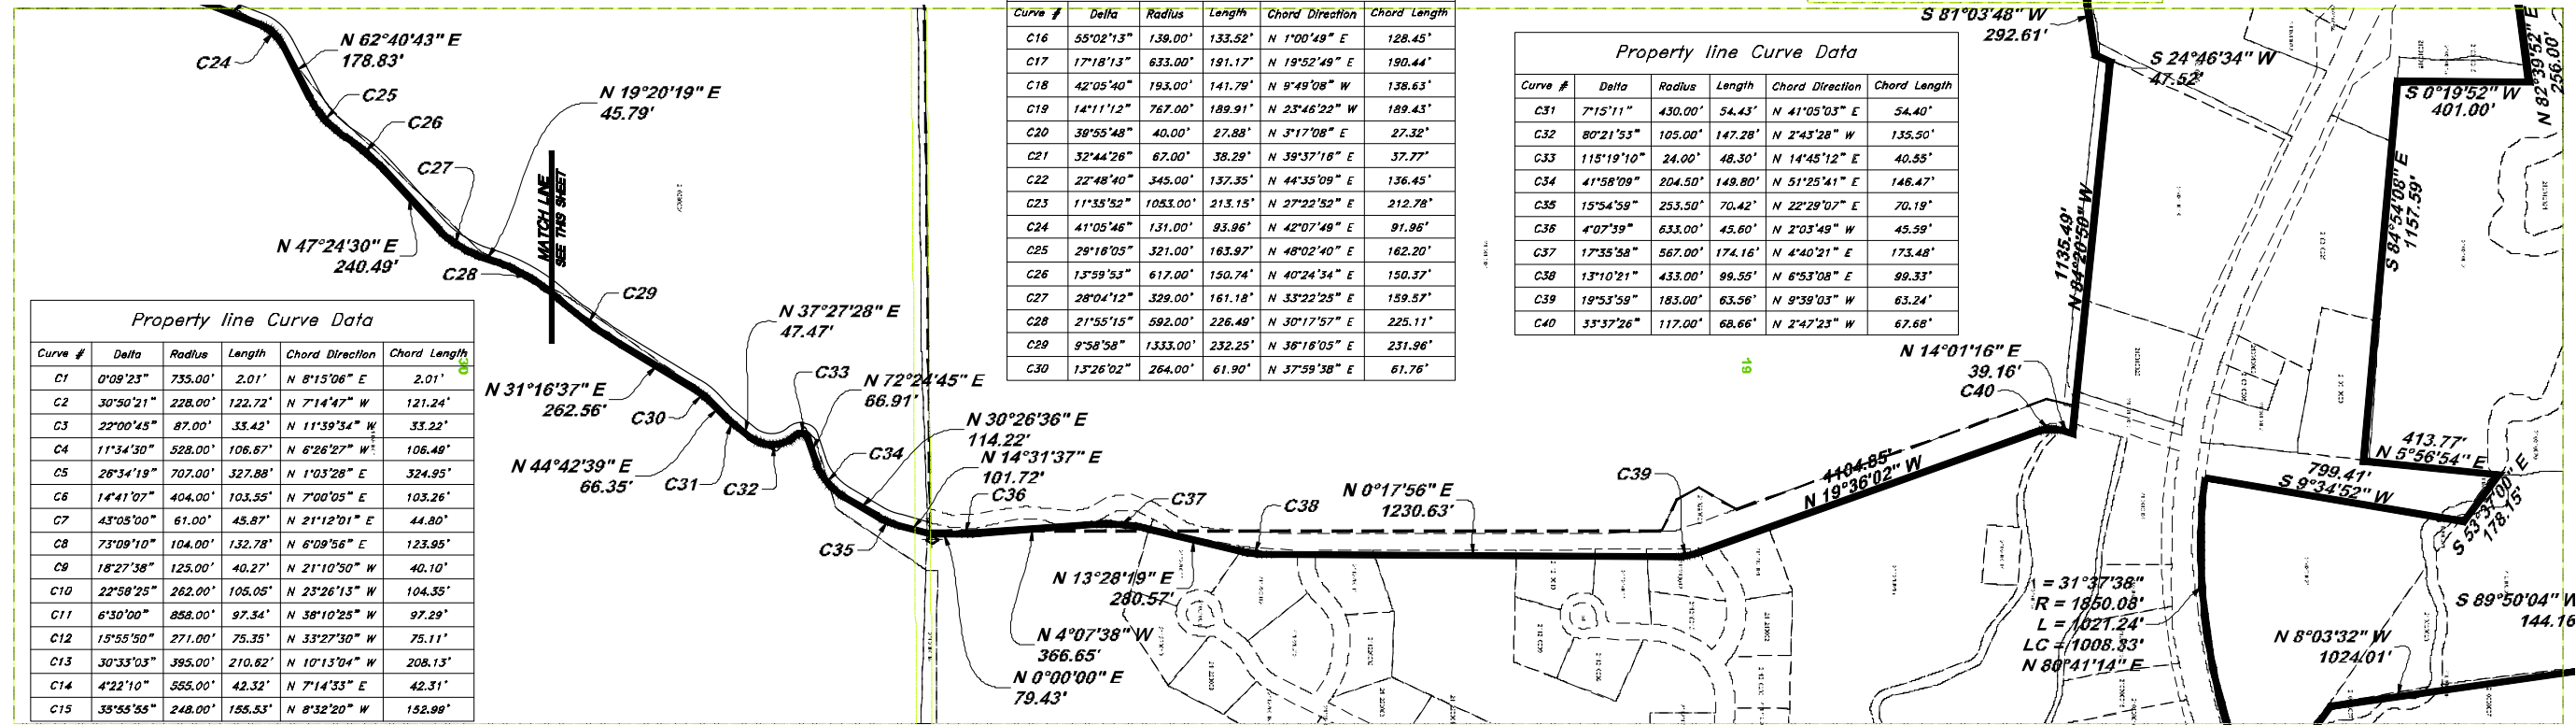 C24
N 62°40'43" E
178.83'
C25
C26
N 19°20'19" E
45.79'
C27
N 47°24'30" E
240.49'
C28
MATCH LINE
SEE THIS SHEET
C29
N 37°27'28" E
47.47'
N 31°16'37" E
262.56'
C30
C33
N 72°24'45" E
66.91'
N 44°42'39" E
66.35'
C31
C32
C34
N 30°26'36" E
114.22'
N 14°31'37" E
101.72'
C35
C36
C37
C38
N 13°28'19" E
280.57'
N 4°07'38" W
366.65'
N 0°00'00" E
79.43'
N 0°17'56" E
1230.63'
C39
4104.85'
N 19°36'02" W
N 14°01'16" E
39.16'
C40
30
19
Property line Curve Data
Curve # Delta Radius Length Chord Direction Chord Length
C1 0°09'23" 735.00' 2.01' N 8°15'06" E 2.01'
C2 30°50'21" 228.00' 122.72' N 7°14'47" W 121.24'
C3 22°00'45" 87.00' 33.42' N 11°39'34" W 33.22'
C4 11°34'30" 528.00' 106.67' N 6°26'27" W 106.49'
C5 26°34'19" 707.00' 327.88' N 1°03'28" E 324.95'
C6 14°41'07" 404.00' 103.55' N 7°00'05" E 103.26'
C7 43°05'00" 61.00' 45.87' N 21°12'01" E 44.80'
C8 73°09'10" 104.00' 132.78' N 6°09'56" E 123.95'
C9 18°27'38" 125.00' 40.27' N 21°10'50" W 40.10'
C10 22°58'25" 262.00' 105.05' N 23°26'13" W 104.35'
C11 6°30'00" 858.00' 97.34' N 38°10'25" W 97.29'
C12 15°55'50" 271.00' 75.35' N 33°27'30" W 75.11'
C13 30°33'03" 395.00' 210.62' N 10°13'04" W 208.13'
C14 4°22'10" 555.00' 42.32' N 7°14'33" E 42.31'
C15 35°55'55" 248.00' 155.53' N 8°32'20" W 152.99'
Curve # Delta Radius Length Chord Direction Chord Length
C16 55°02'13" 139.00' 133.52' N 1°00'49" E 128.45'
C17 17°18'13" 633.00' 191.17' N 19°52'49" E 190.44'
C18 42°05'40" 193.00' 141.79' N 9°49'08" W 138.63'
C19 14°11'12" 767.00' 189.91' N 23°46'22" W 189.43'
C20 39°55'48" 40.00' 27.88' N 3°17'08" E 27.32'
C21 32°44'26" 67.00' 38.29' N 39°37'16" E 37.77'
C22 22°48'40" 345.00' 137.35' N 44°35'09" E 136.45'
C23 11°35'52" 1053.00' 213.15' N 27°22'52" E 212.78'
C24 41°05'46" 131.00' 93.96' N 42°07'49" E 91.96'
C25 29°16'05" 321.00' 163.97' N 48°02'40" E 162.20'
C26 13°59'53" 617.00' 150.74' N 40°24'34" E 150.37'
C27 28°04'12" 329.00' 161.18' N 33°22'25" E 159.57'
C28 21°55'15" 592.00' 226.49' N 30°17'57" E 225.11'
C29 9°58'58" 1333.00' 232.25' N 36°16'05" E 231.96'
C30 13°26'02" 264.00' 61.90' N 37°59'38" E 61.76'
Property line Curve Data
Curve # Delta Radius Length Chord Direction Chord Length
C31 7°15'11" 430.00' 54.43' N 41°05'03" E 54.40'
C32 80°21'53" 105.00' 147.28' N 2°43'28" W 135.50'
C33 115°19'10" 24.00' 48.30' N 14°45'12" E 40.55'
C34 41°58'09" 204.50' 149.80' N 51°25'41" E 146.47'
C35 15°54'59" 253.50' 70.42' N 22°29'07" E 70.19'
C36 4°07'39" 633.00' 45.60' N 2°03'49" W 45.59'
C37 17°35'58" 567.00' 174.16' N 4°40'21" E 173.48'
C38 13°10'21" 433.00' 99.55' N 6°53'08" E 99.33'
C39 19°53'59" 183.00' 63.56' N 9°39'03" W 63.24'
C40 33°37'26" 117.00' 68.66' N 2°47'23" W 67.68'
S 81°03'48" W
292.61'
S 24°46'34" W
47.52'
1135.49'
N 84°20'50" W
S 0°19'52" W
401.00'
N 82°39'52" E
256.00'
S 84°54'08" E
1157.59'
413.77'
N 5°56'54" E
799.41'
S 9°34'52" W
S 53°37'00" E
178.15'
= 31°37'38"
R = 1850.08'
L = 1021.24'
LC = 1008.33'
N 80°41'14" E
S 89°50'04" W
144.16
N 8°03'32" W
1024.01'